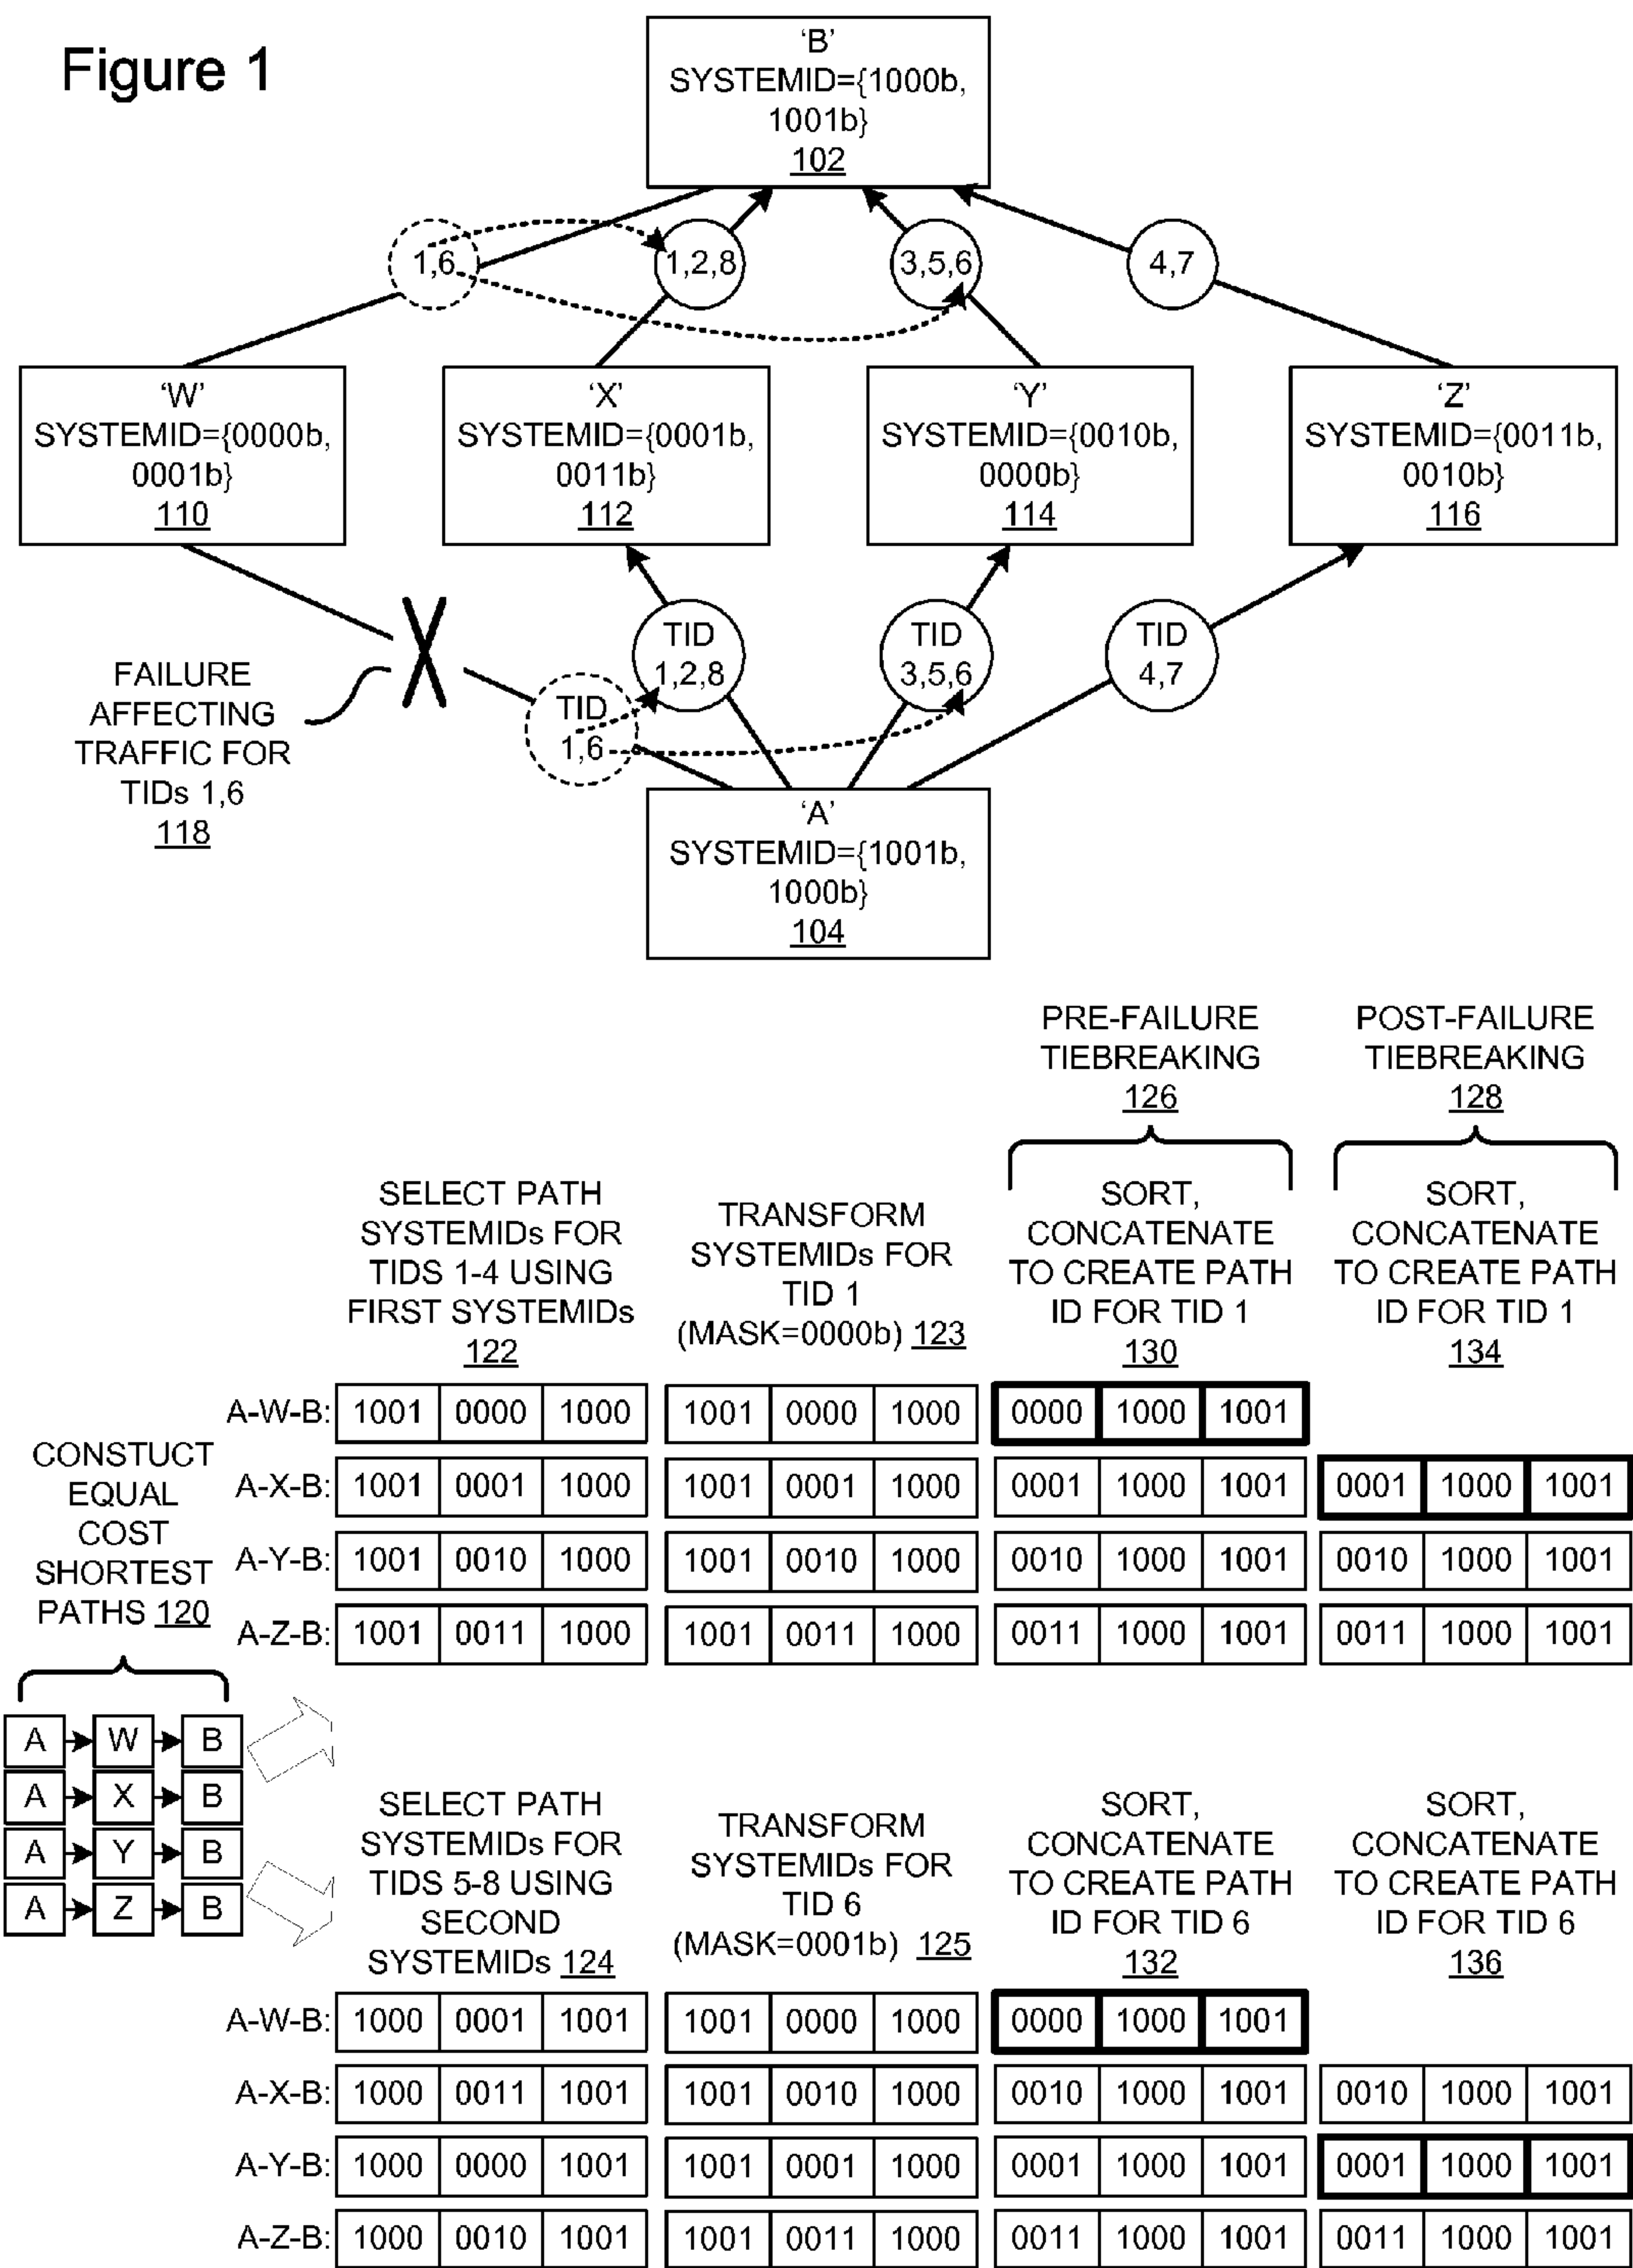 Figure 1
‘B’
SYSTEMID={1000b,
1001b}
102
1,6
1,2,8
3,5,6
4,7
‘W’
SYSTEMID={0000b,
0001b}
110
‘X’
SYSTEMID={0001b,
0011b}
112
‘Y’
SYSTEMID={0010b,
0000b}
114
‘Z’
SYSTEMID={0011b,
0010b}
116
X
FAILURE
AFFECTING
TRAFFIC FOR
TIDs 1,6
118
TID
1,6
TID
1,2,8
TID
3,5,6
TID
4,7
‘A’
SYSTEMID={1001b,
1000b}
104
PRE-FAILURE
TIEBREAKING
126
POST-FAILURE
TIEBREAKING
128
SELECT PATH
SYSTEMIDs FOR
TIDS 1-4 USING
FIRST SYSTEMIDs
122
TRANSFORM
SYSTEMIDs FOR
TID 1
(MASK=0000b) 123
SORT,
CONCATENATE
TO CREATE PATH
ID FOR TID 1
130
SORT,
CONCATENATE
TO CREATE PATH
ID FOR TID 1
134
A-W-B: 1001 0000 1000 1001 0000 1000 0000 1000 1001
A-X-B: 1001 0001 1000 1001 0001 1000 0001 1000 1001 0001 1000 1001
A-Y-B: 1001 0010 1000 1001 0010 1000 0010 1000 1001 0010 1000 1001
A-Z-B: 1001 0011 1000 1001 0011 1000 0011 1000 1001 0011 1000 1001
CONSTUCT
EQUAL
COST
SHORTEST
PATHS 120
A W B
A X B
A Y B
A Z B
SELECT PATH
SYSTEMIDs FOR
TIDS 5-8 USING
SECOND
SYSTEMIDs 124
TRANSFORM
SYSTEMIDs FOR
TID 6
(MASK=0001b) 125
SORT,
CONCATENATE
TO CREATE PATH
ID FOR TID 6
132
SORT,
CONCATENATE
TO CREATE PATH
ID FOR TID 6
136
A-W-B: 1000 0001 1001 1001 0000 1000 0000 1000 1001
A-X-B: 1000 0011 1001 1001 0010 1000 0010 1000 1001 0010 1000 1001
A-Y-B: 1000 0000 1001 1001 0001 1000 0001 1000 1001 0001 1000 1001
A-Z-B: 1000 0010 1001 1001 0011 1000 0011 1000 1001 0011 1000 1001